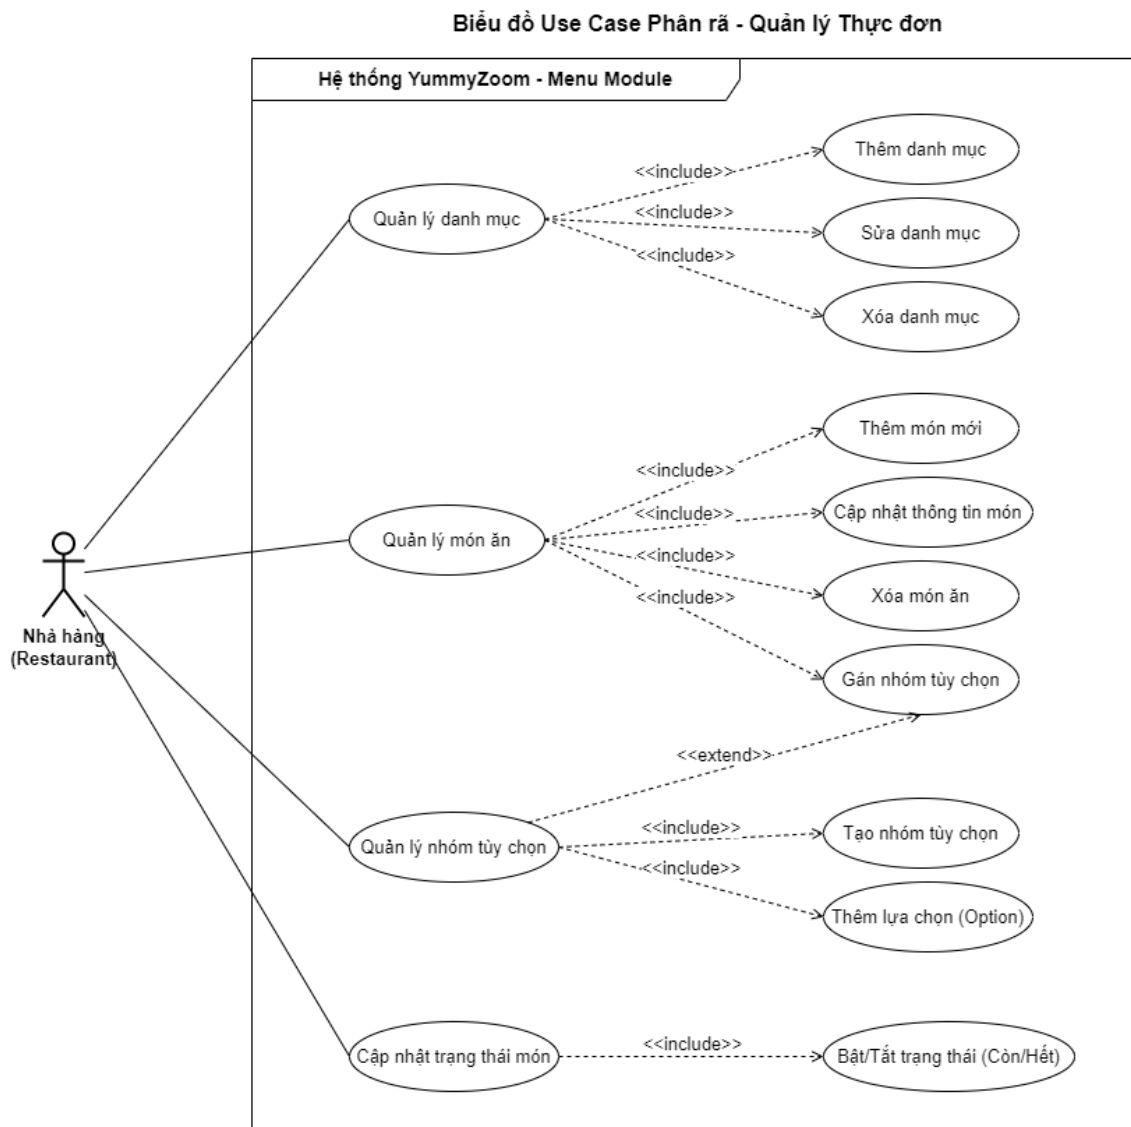 Biểu đồ Use Case Phân rã - Quản lý Thực đơn
Hệ thống YummyZoom - Menu Module
Thêm danh mục
<<include>>
Quản lý danh mục
<<include>>
Sửa danh mục
<<include>>
Xóa danh mục
Thêm món mới
<<include>>
Cập nhật thông tin món
<<include>>
Quản lý món ăn
<<include>>
Xóa món ăn
<<include>>
Nhà hàng
(Restaurant)
Gán nhóm tùy chọn
<<extend>>
<<include>>
Tạo nhóm tùy chọn
Quản lý nhóm tùy chọn
<<include>>
Thêm lựa chọn (Option)
<<include>>
Cập nhật trạng thái món
Bật/Tắt trạng thái (Còn/Hết)